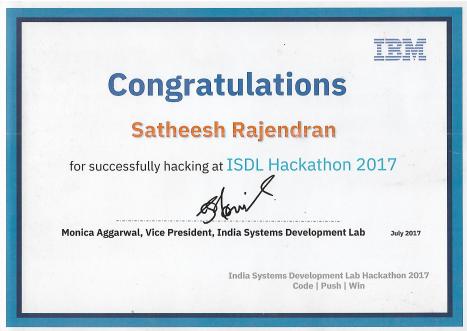 IBM
Congratulations
Satheesh Rajendran
for successfully hacking at ISDL Hackathon 2017
Monica Aggarwal, Vice President, India Systems Development Lab July 2017
India Systems Development Lab Hackathon 2017
Code | Push | Win